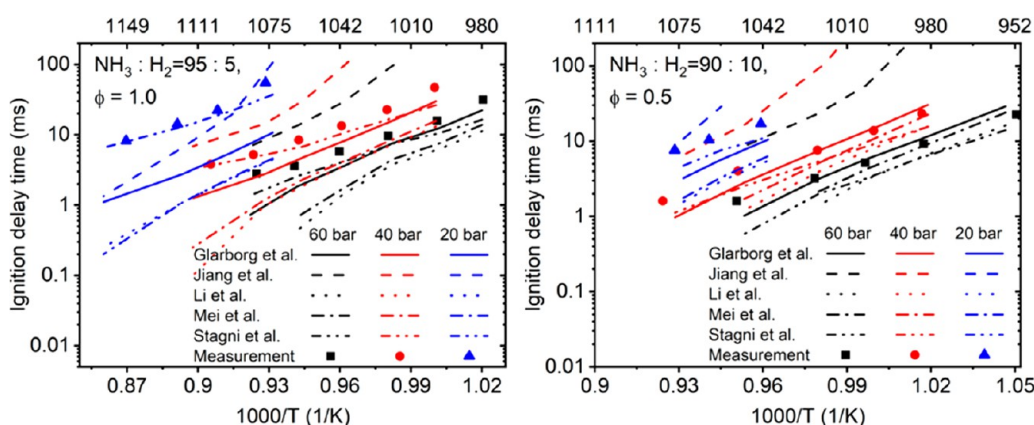 1149 1111 1075 1042 1010 980
NH3 : H2=95 : 5,
ϕ = 1.0
100
10
1
0.1
0.01
Ignition delay time (ms)
60 bar 40 bar 20 bar
Glarborg et al.
Jiang et al.
Li et al.
Mei et al.
Stagni et al.
Measurement
0.87 0.9 0.93 0.96 0.99 1.02
1000/T (1/K)
1111 1075 1042 1010 980 952
NH3 : H2=90 : 10,
ϕ = 0.5
100
10
1
0.1
0.01
Ignition delay time (ms)
60 bar 40 bar 20 bar
Glarborg et al.
Jiang et al.
Li et al.
Mei et al.
Stagni et al.
Measurement
0.9 0.93 0.96 0.99 1.02 1.05
1000/T (1/K)